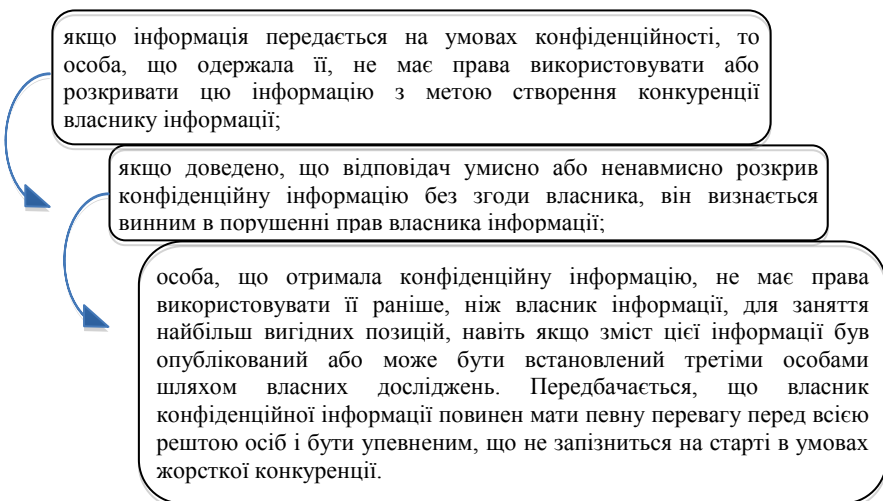 якщо інформація передається на умовах конфіденційності, то
особа, що одержала її, не має права використовувати або
розкривати цю інформацію з метою створення конкуренції
власнику інформації;
якщо доведено, що відповідач умисно або ненавмисно розкрив
конфіденційну інформацію без згоди власника, він визнається
винним в порушенні прав власника інформації;
особа, що отримала конфіденційну інформацію, не має права
використовувати її раніше, ніж власник інформації, для заняття
найбільш вигідних позицій, навіть якщо зміст цієї інформації був
опублікований або може бути встановлений третіми особами
шляхом власних досліджень. Передбачається, що власник
конфіденційної інформації повинен мати певну перевагу перед всією
рештою осіб і бути упевненим, що не запізниться на старті в умовах
жорсткої конкуренції.